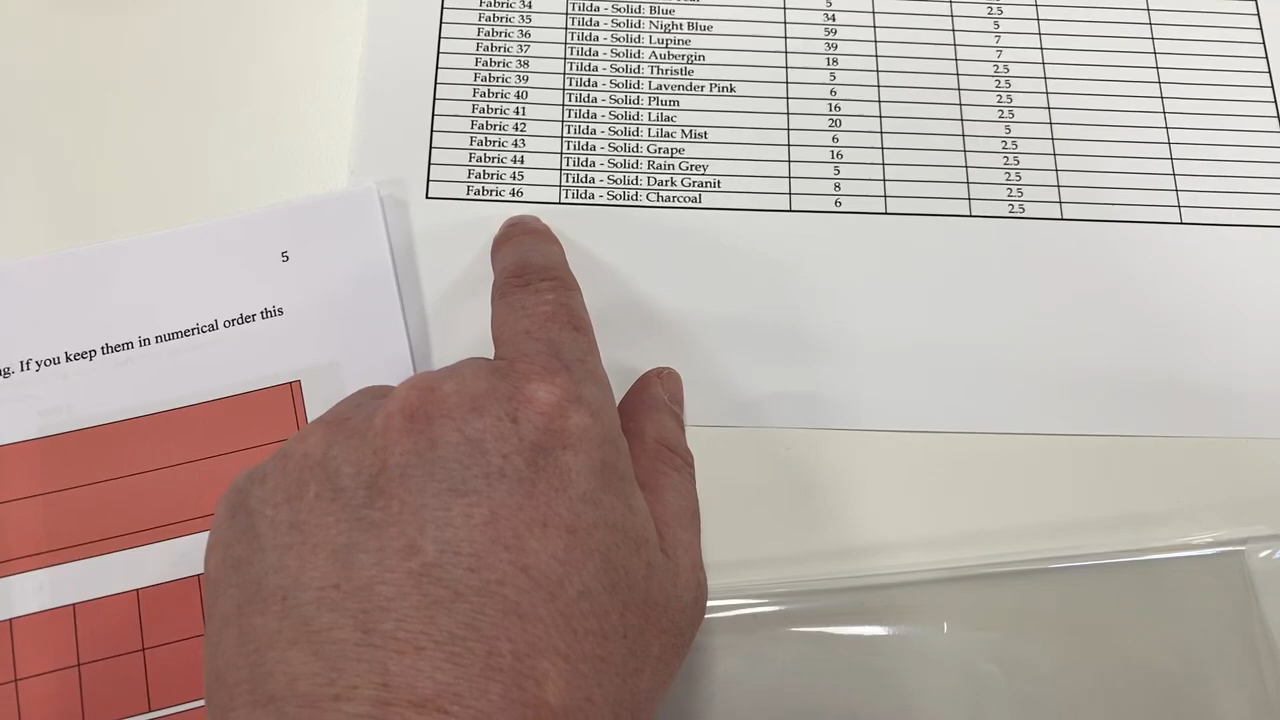 5 2.5
Fabric 34 Tilda - Solid: Blue 34 5
Fabric 35 Tilda - Solid: Night Blue 59 7
Fabric 36 Tilda - Solid: Lupine 39 7
Fabric 37 Tilda - Solid: Aubergin 18 2.5
Fabric 38 Tilda - Solid: Thristle 5 2.5
Fabric 39 Tilda - Solid: Lavender Pink 6 2.5
Fabric 40 Tilda - Solid: Plum 16 2.5
Fabric 41 Tilda - Solid: Lilac 20 5
Fabric 42 Tilda - Solid: Lilac Mist 6 2.5
Fabric 43 Tilda - Solid: Grape 16 2.5
Fabric 44 Tilda - Solid: Rain Grey 5 2.5
Fabric 45 Tilda - Solid: Dark Granit 8 2.5
Fabric 46 Tilda - Solid: Charcoal 6 2.5
5
g. If you keep them in numerical order this